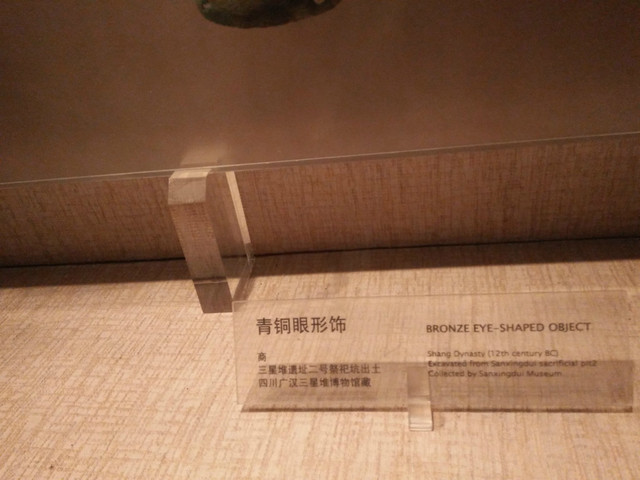 青铜眼形饰
商
三星堆遗址二号祭祀坑出土
四川广汉三星堆博物馆藏
BRONZE EYE-SHAPED OBJECT
Shang Dynasty (12th century BC)
Excavated from Sanxingdui sacrificial pit2
Collected by Sanxingdui Museum